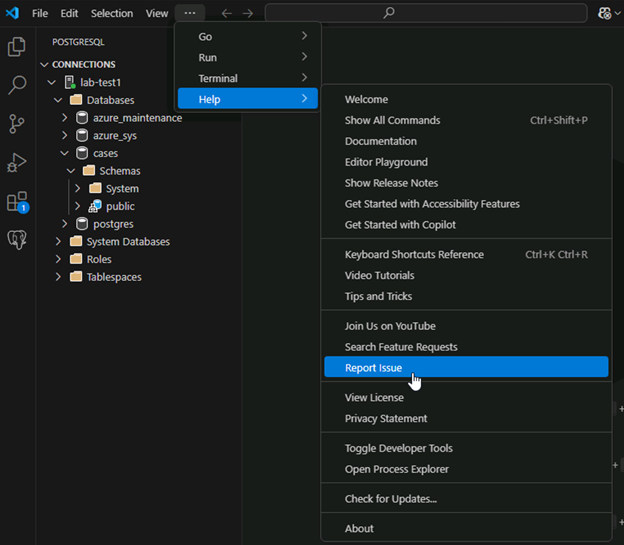 File Edit Selection View ...
POSTGRESQL
CONNECTIONS
lab-test1
Databases
azure_maintenance
azure_sys
cases
Schemas
System
public
postgres
System Databases
Roles
Tablespaces
1
Go
Run
Terminal
Help
Welcome
Show All Commands Ctrl+Shift+P
Documentation
Editor Playground
Show Release Notes
Get Started with Accessibility Features
Get Started with Copilot
Keyboard Shortcuts Reference Ctrl+K Ctrl+R
Video Tutorials
Tips and Tricks
Join Us on YouTube
Search Feature Requests
Report Issue
View License
Privacy Statement
Toggle Developer Tools
Open Process Explorer
Check for Updates...
About